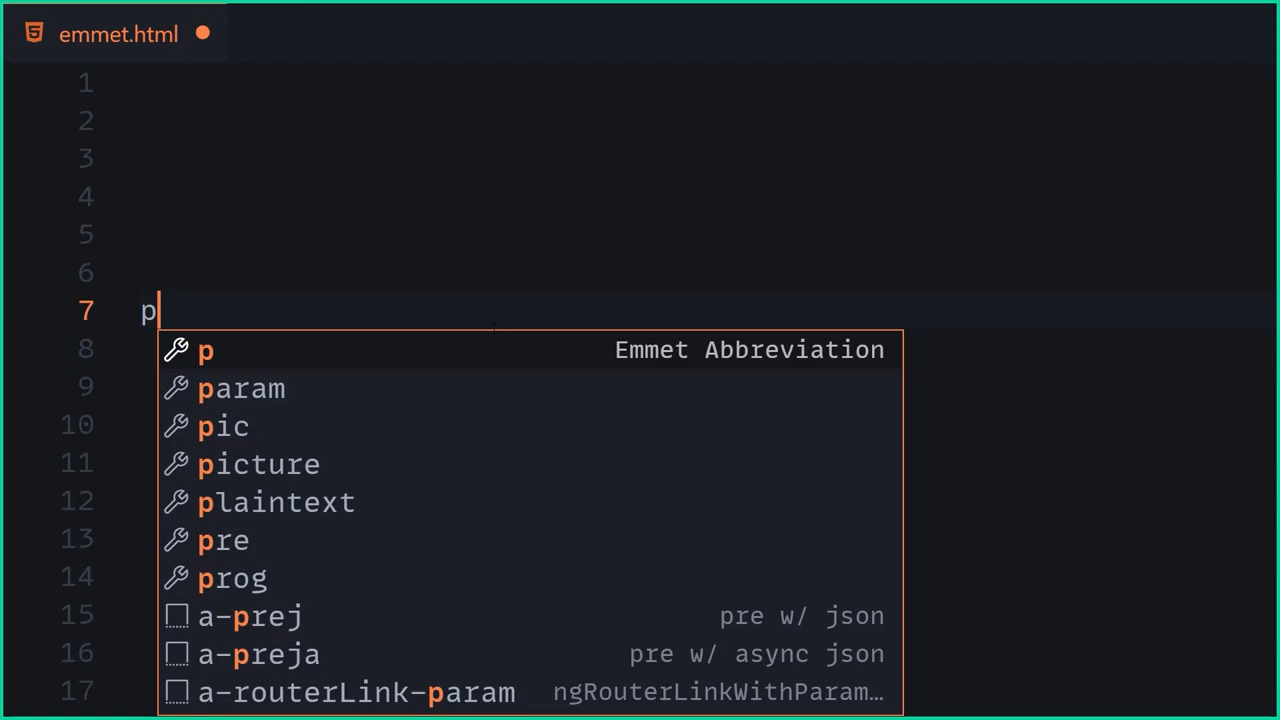 emmet.html
1
2
3
4
5
6
7 p
8 p Emmet Abbreviation
9 param
10 pic
11 picture
12 plaintext
13 pre
14 prog
15 a-prej pre w/ json
16 a-preja pre w/ async json
17 a-routerLink-param ngRouterLinkWithParam…